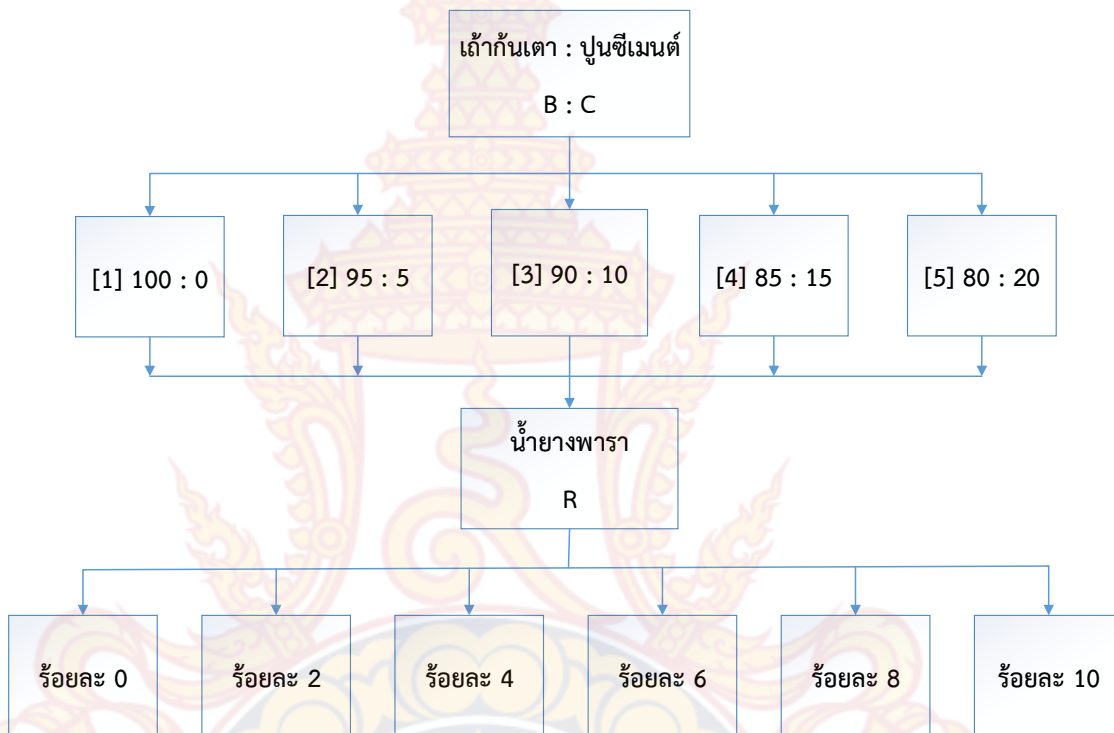 เถ้าก้นเตา : ปูนซีเมนต์
B : C
[1] 100 : 0
[2] 95 : 5
[3] 90 : 10
[4] 85 : 15
[5] 80 : 20
น้ำยางพารา
R
ร้อยละ 0
ร้อยละ 2
ร้อยละ 4
ร้อยละ 6
ร้อยละ 8
ร้อยละ 10